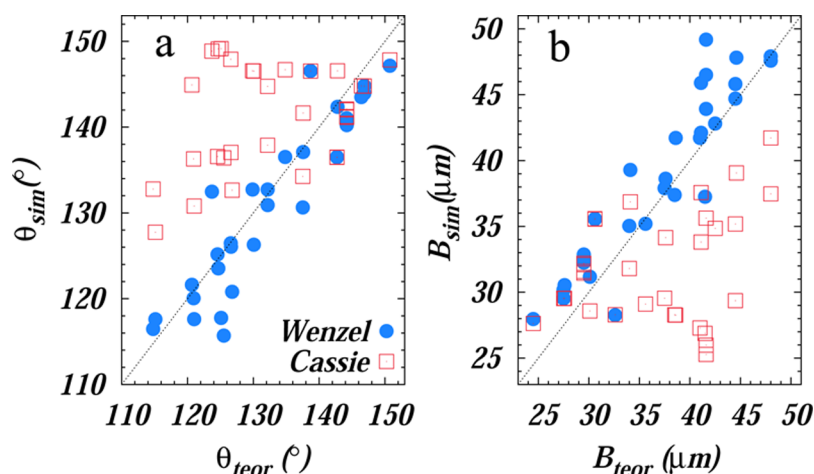 a
150
140
130
120
110
θsim(°)
Wenzel
Cassie
110 120 130 140 150
θteor (°)
b
50
45
40
35
30
25
Bsim(μm)
25 30 35 40 45 50
Bteor (μm)